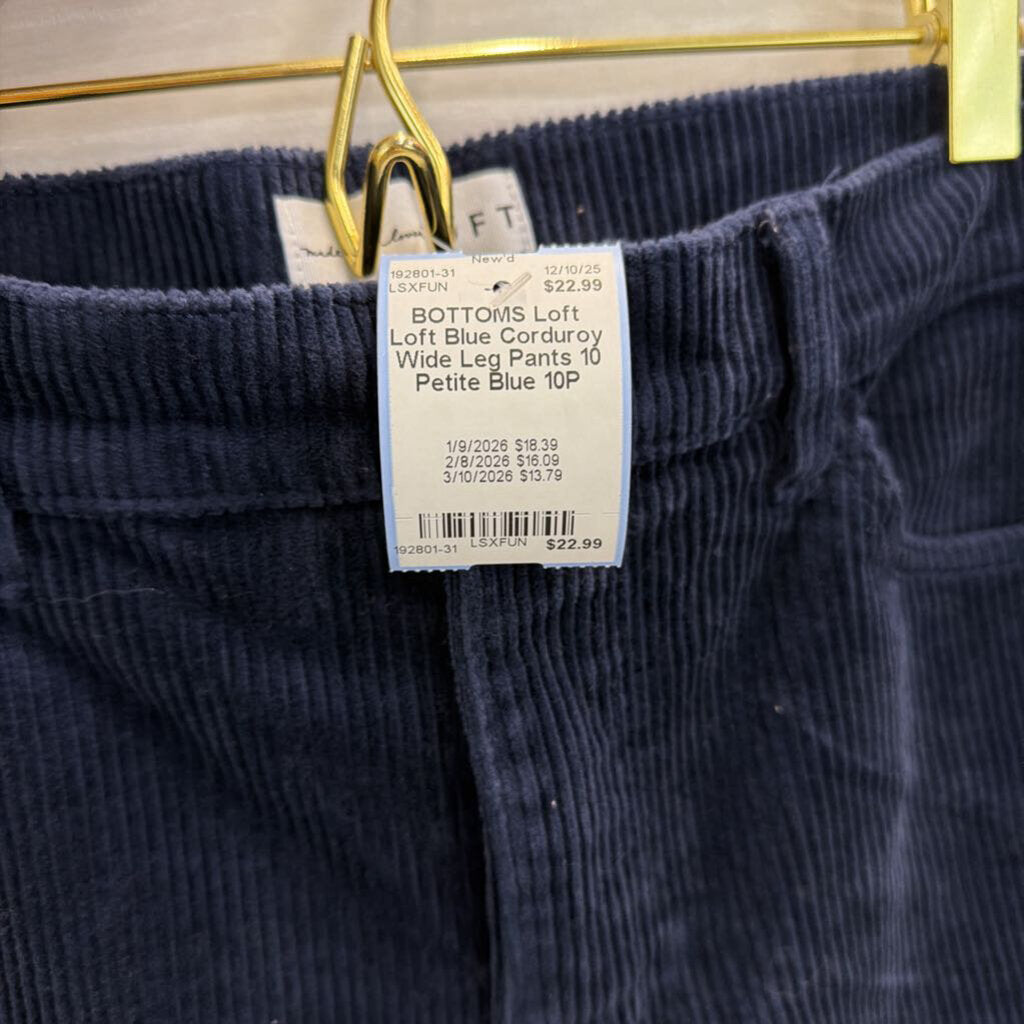 made
F T
New'd
192801-31 12/10/25
LSXFUN $22.99
BOTTOMS Loft
Loft Blue Corduroy
Wide Leg Pants 10
Petite Blue 10P
1/9/2026 $18.39
2/8/2026 $16.09
3/10/2026 $13.79
192801-31 LSXFUN $22.99